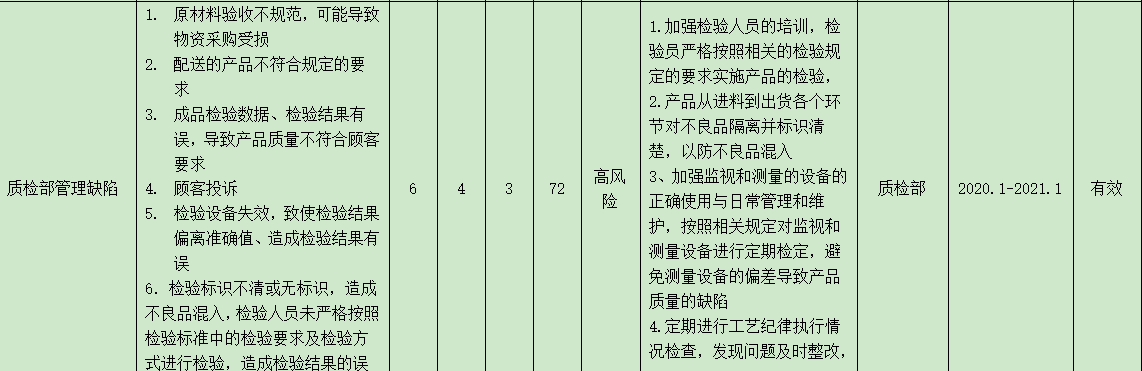 质检部管理缺陷
1. 原材料验收不规范，可能导致
物资采购受损
2. 配送的产品不符合规定的要
求
3. 成品检验数据、检验结果有
误，导致产品质量不符合顾客
要求
4. 顾客投诉
5. 检验设备失效，致使检验结果
偏离准确值、造成检验结果有
误
6. 检验标识不清或无标识，造成
不良品混入，检验人员未严格按照
检验标准中的检验要求及检验方
式进行检验，造成检验结果的误
6
4
3
72
高风
险
1.加强检验人员的培训，检
验员严格按照相关的检验规
定的要求实施产品的检验，
2.产品从进料到出货各个环
节对不良品隔离并标识清
楚，以防不良品混入
3、加强监视和测量的设备的
正确使用与日常管理和维
护，按照相关规定对监视和
测量设备进行定期检定，避
免测量设备的偏差导致产品
质量的缺陷
4.定期进行工艺纪律执行情
况检查，发现问题及时整改，
质检部
2020.1-2021.1
有效